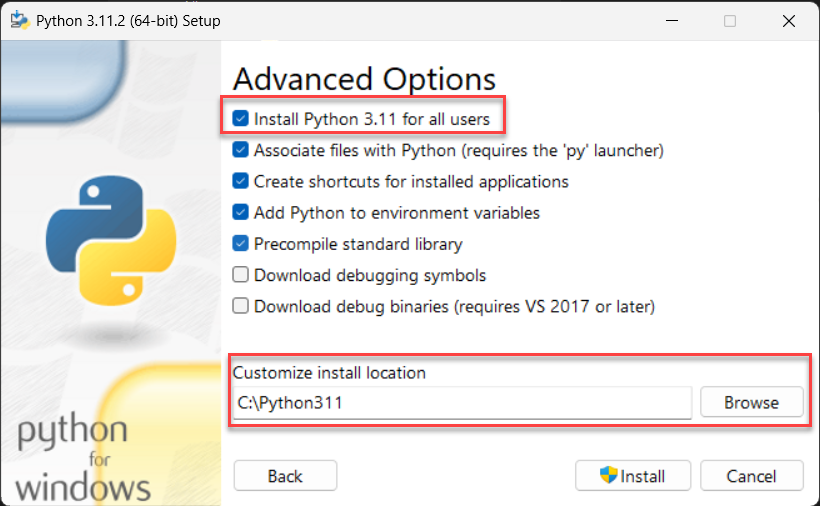 Python 3.11.2 (64-bit) Setup
Advanced Options
Install Python 3.11 for all users
Associate files with Python (requires the 'py' launcher)
Create shortcuts for installed applications
Add Python to environment variables
Precompile standard library
Download debugging symbols
Download debug binaries (requires VS 2017 or later)
Customize install location
C:\Python311
Browse
python
for
windows
Back
Install
Cancel